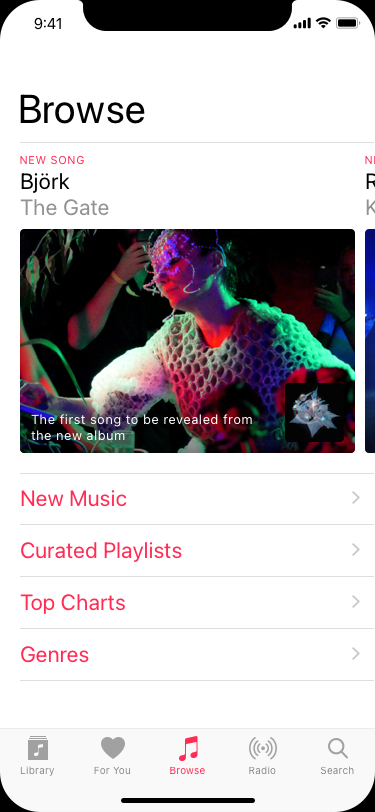 9:41
Browse
NEW SONG
Björk
The Gate
The first song to be revealed from
the new album
New Music
Curated Playlists
Top Charts
Genres
Library
For You
Browse
Radio
Search